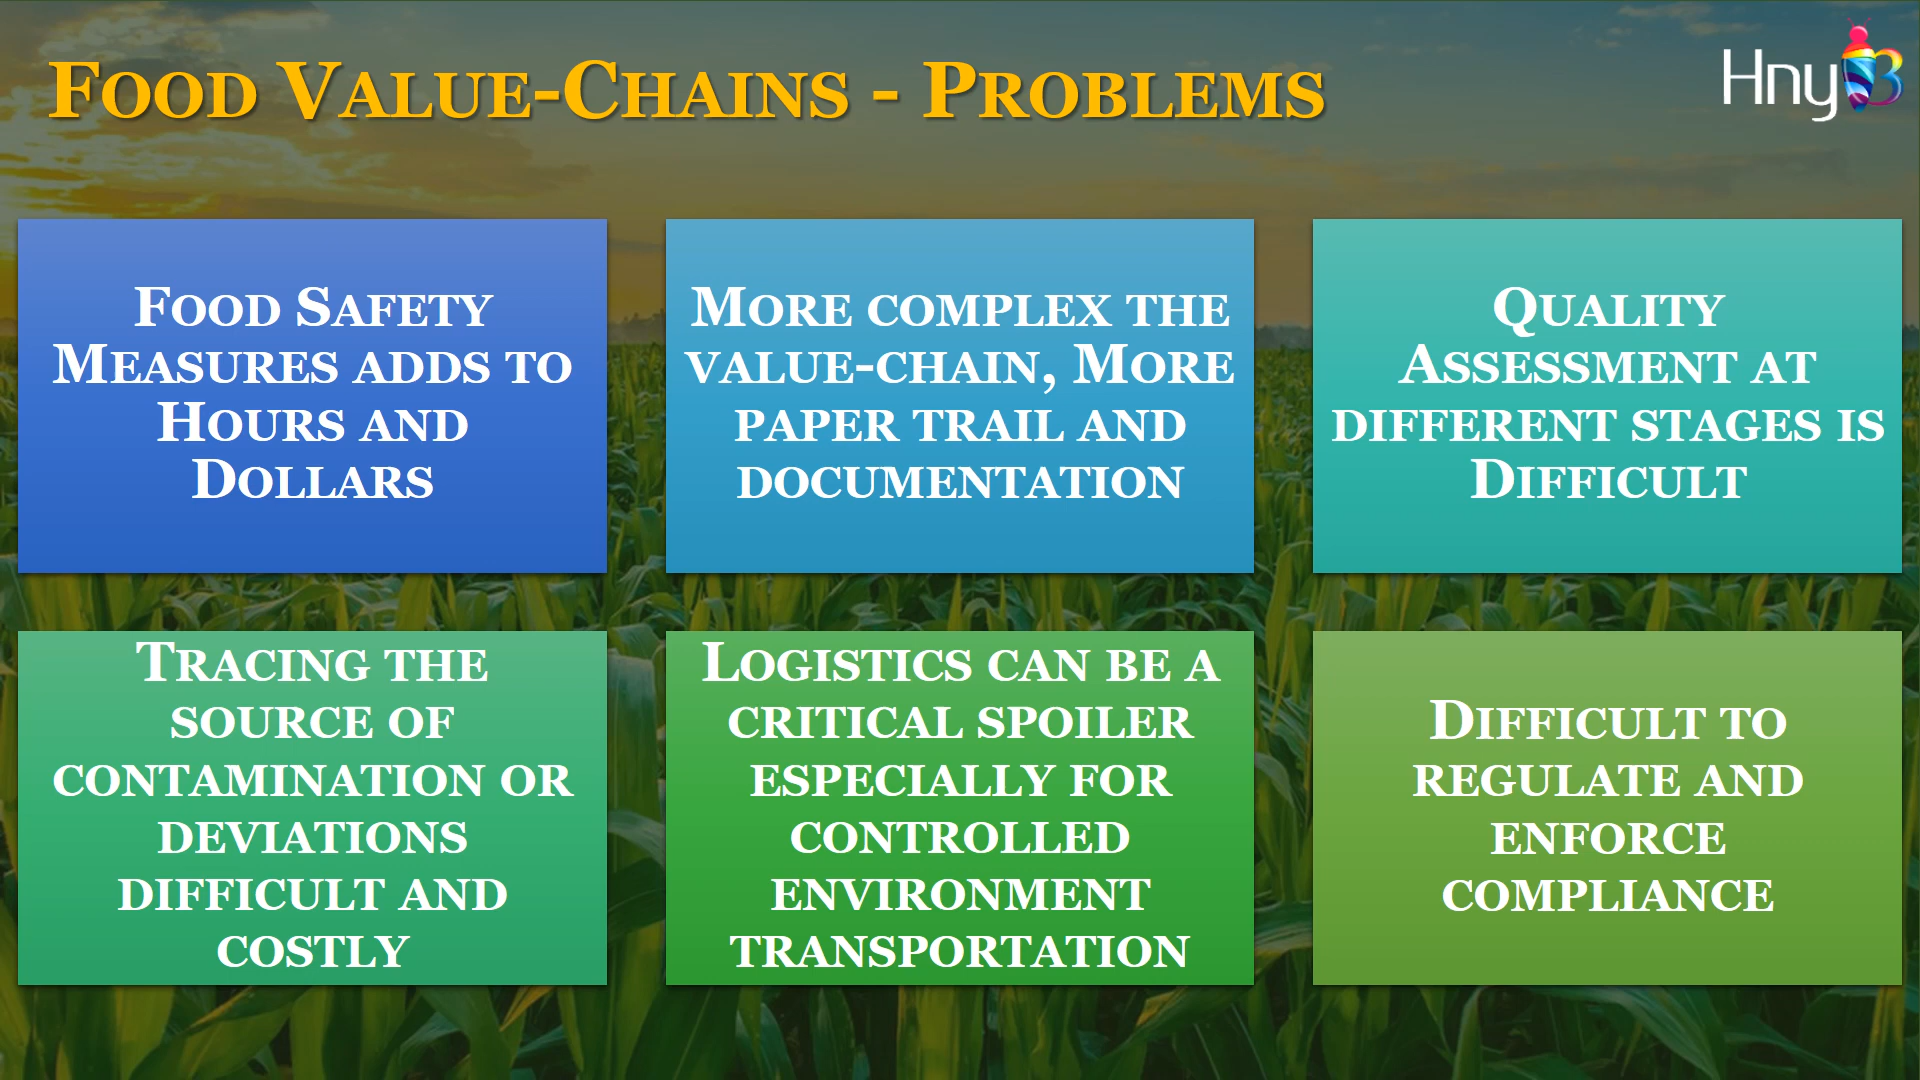 Food Value-Chains - Problems
HnyB
Food Safety
Measures adds to
Hours and
Dollars
More complex the
value-chain, More
paper trail and
documentation
Quality
Assessment at
different stages is
Difficult
Tracing the
source of
contamination or
deviations
difficult and
costly
Logistics can be a
critical spoiler
especially for
controlled
environment
transportation
Difficult to
regulate and
enforce
compliance